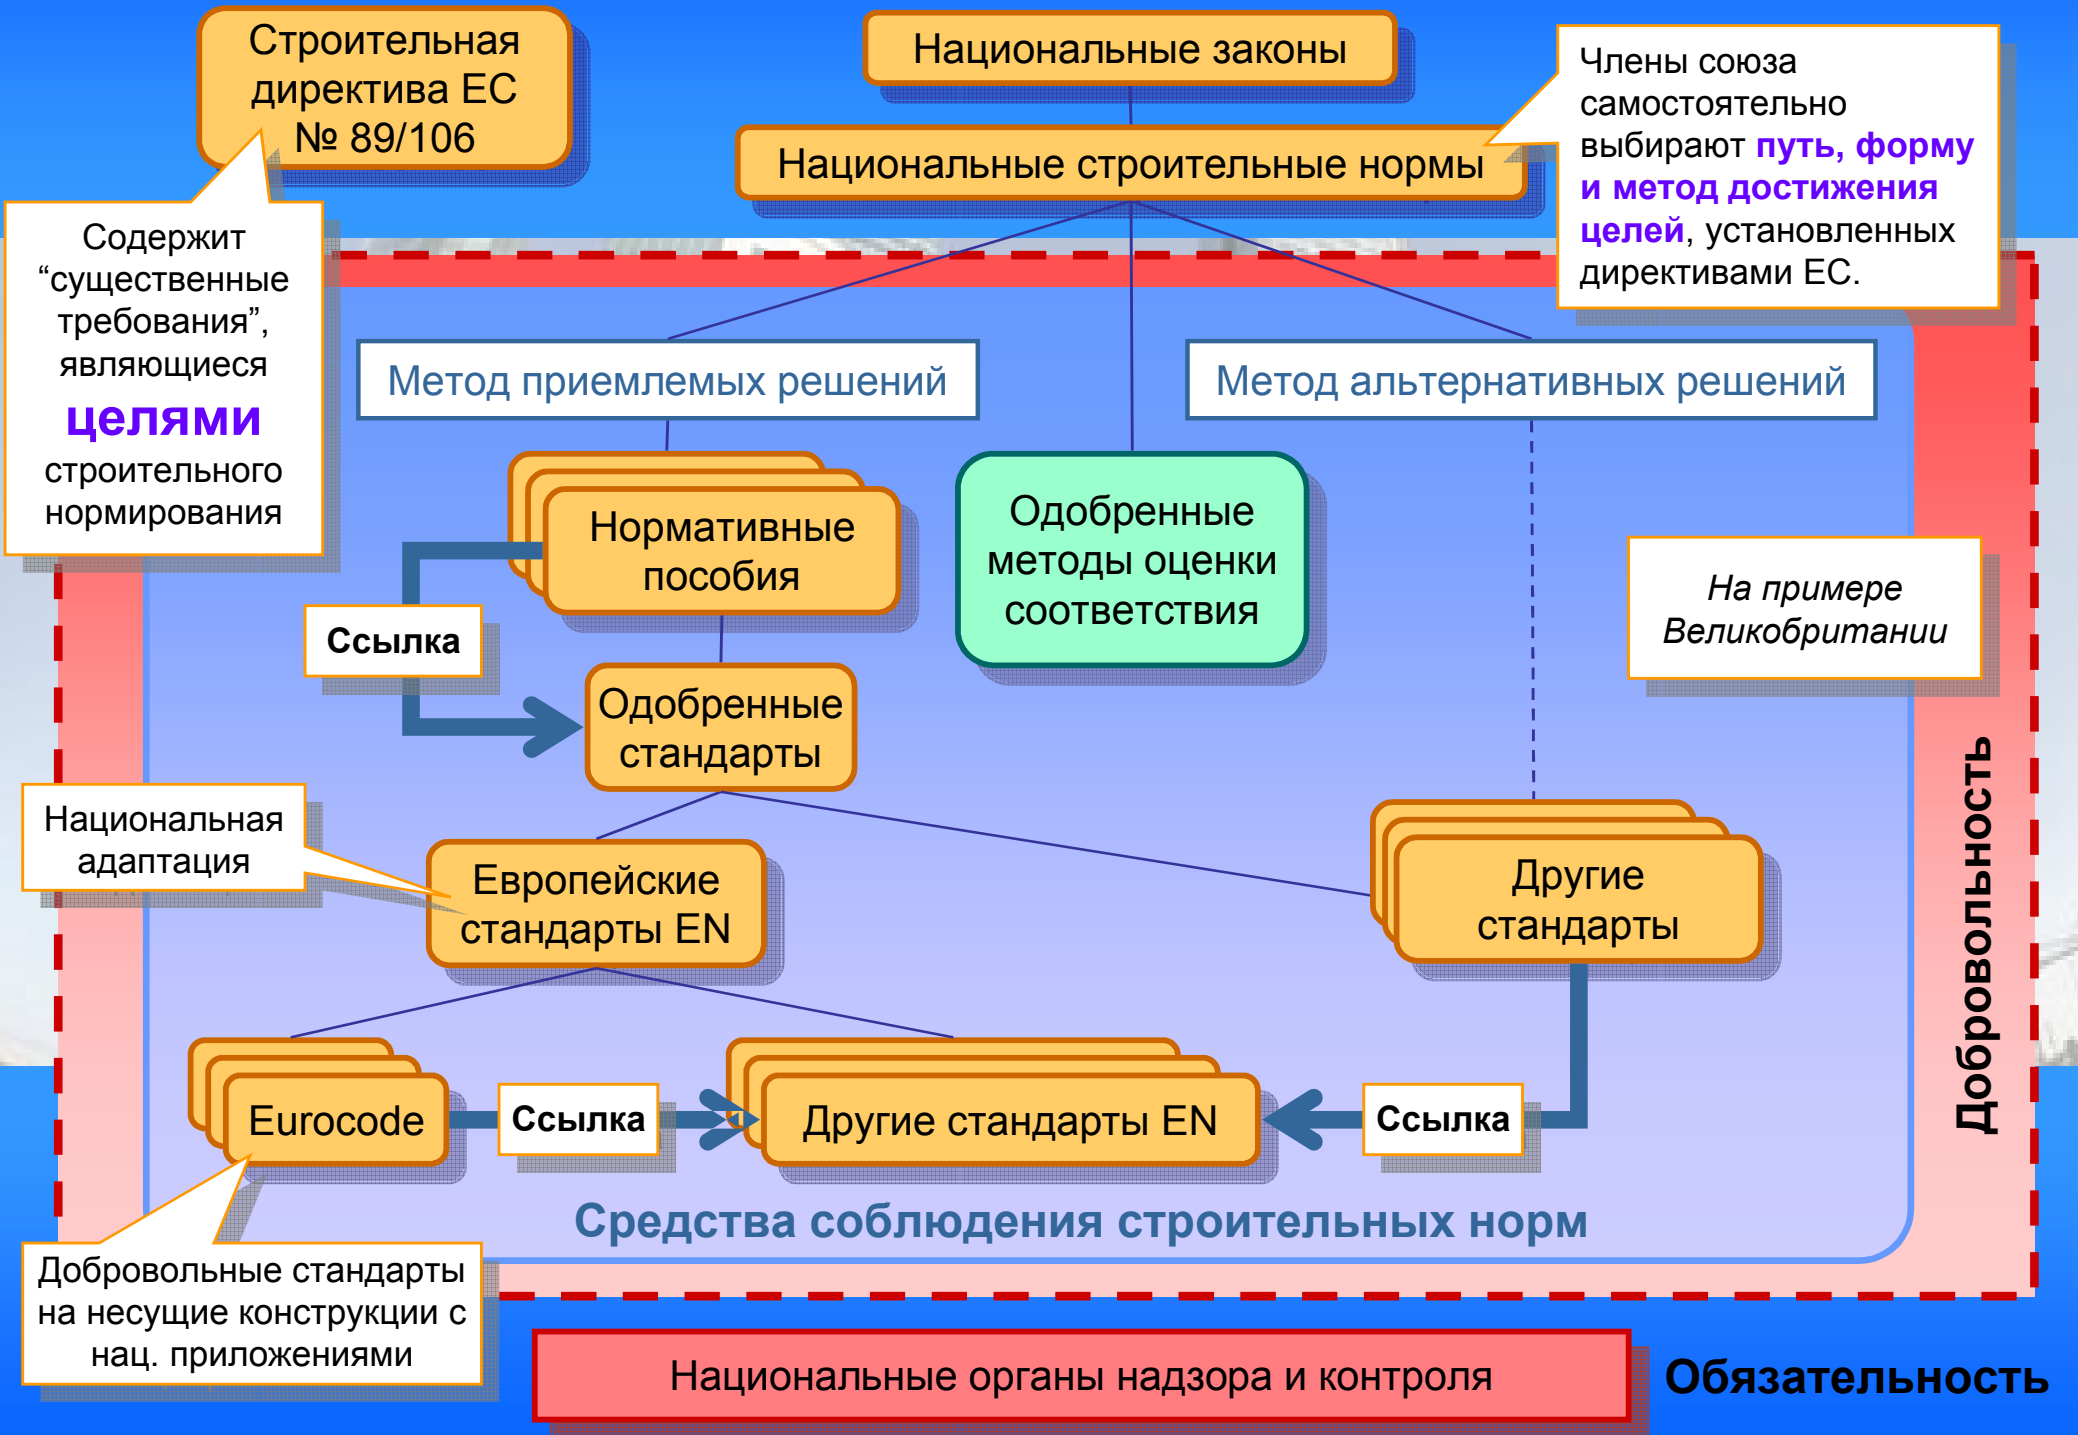 Строительная
директива ЕС
№ 89/106
Национальные законы
Национальные строительные нормы
Члены союза
самостоятельно
выбирают путь, форму
и метод достижения
целей, установленных
директивами ЕС.
Содержит
“существенные
требования”,
являющиеся
целями
строительного
нормирования
Метод приемлемых решений
Метод альтернативных решений
Нормативные
пособия
Одобренные
методы оценки
соответствия
На примере
Великобритании
Ссылка
Одобренные
стандарты
Национальная
адаптация
Европейские
стандарты EN
Другие
стандарты
Добровольность
Eurocode
Ссылка
Другие стандарты EN
Ссылка
Средства соблюдения строительных норм
Добровольные стандарты
на несущие конструкции с
нац. приложениями
Национальные органы надзора и контроля
Обязательность